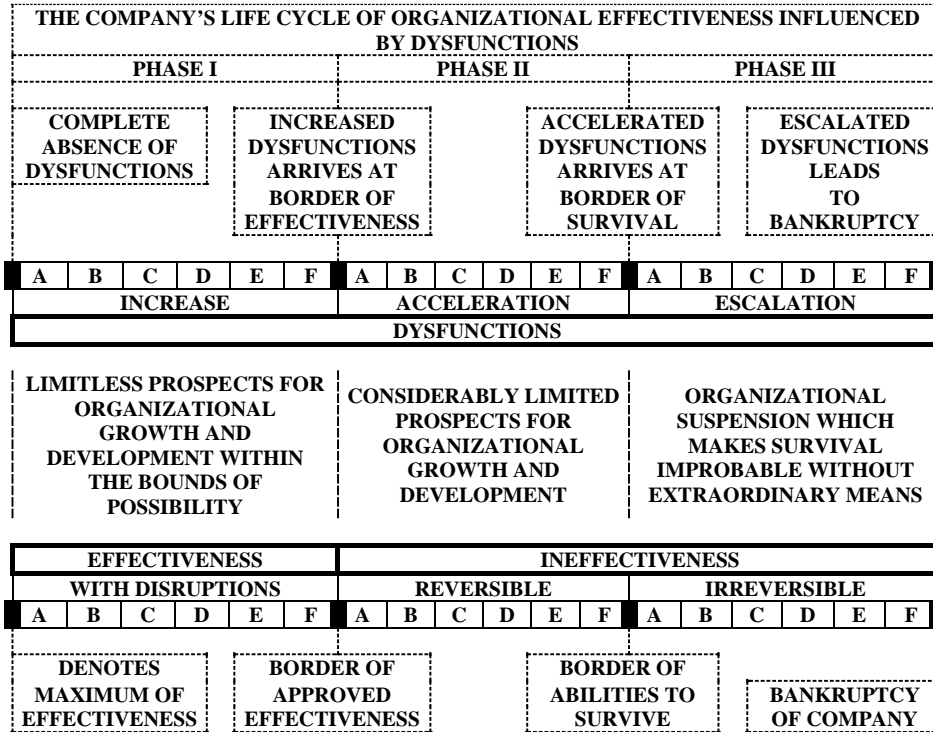 THE COMPANY’S LIFE CYCLE OF ORGANIZATIONAL EFFECTIVENESS INFLUENCED
BY DYSFUNCTIONS
PHASE I PHASE II PHASE III
COMPLETE
ABSENCE OF
DYSFUNCTIONS
INCREASED
DYSFUNCTIONS
ARRIVES AT
BORDER OF
EFFECTIVENESS
ACCELERATED
DYSFUNCTIONS
ARRIVES AT
BORDER OF
SURVIVAL
ESCALATED
DYSFUNCTIONS
LEADS
TO
BANKRUPTCY
A B C D E F A B C D E F A B C D E F
INCREASE ACCELERATION ESCALATION
DYSFUNCTIONS
LIMITLESS PROSPECTS FOR
ORGANIZATIONAL
GROWTH AND
DEVELOPMENT WITHIN
THE BOUNDS OF
POSSIBILITY
CONSIDERABLY LIMITED
PROSPECTS FOR
ORGANIZATIONAL
GROWTH AND
DEVELOPMENT
ORGANIZATIONAL
SUSPENSION WHICH
MAKES SURVIVAL
IMPROBABLE WITHOUT
EXTRAORDINARY MEANS
EFFECTIVENESS INEFFECTIVENESS
WITH DISRUPTIONS REVERSIBLE IRREVERSIBLE
A B C D E F A B C D E F A B C D E F
DENOTES
MAXIMUM OF
EFFECTIVENESS
BORDER OF
APPROVED
EFFECTIVENESS
BORDER OF
ABILITIES TO
SURVIVE
BANKRUPTCY
OF COMPANY